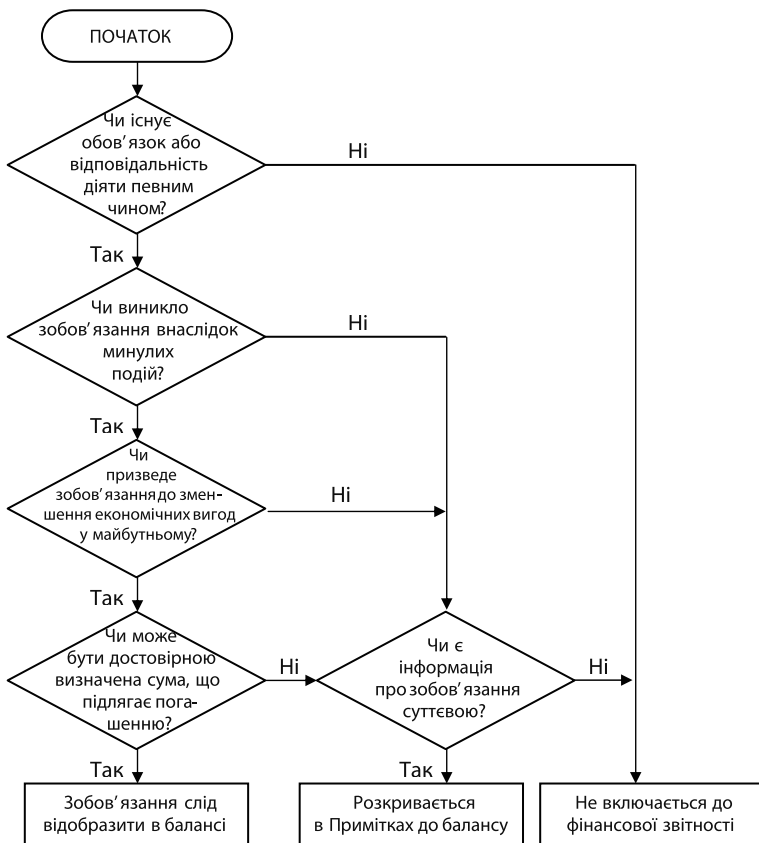 ПОЧАТОК
Чи існує
обов’язок або
відповідальність
діяти певним
чином?
Ні
Так
Чи виникло
зобов’язання внаслідок
минулих
подій?
Ні
Так
Чи
призведе
зобов’язання до змен-
шення економічних вигод
у майбутньому?
Ні
Так
Чи може
бути достовірною
визначена сума, що
підлягає пога-
шенню?
Ні
Чи є
інформація
про зобов’язання
суттєвою?
Ні
Так
Так
Зобов’язання слід
відобразити в балансі
Розкривається
в Примітках до балансу
Не включається до
фінансової звітності